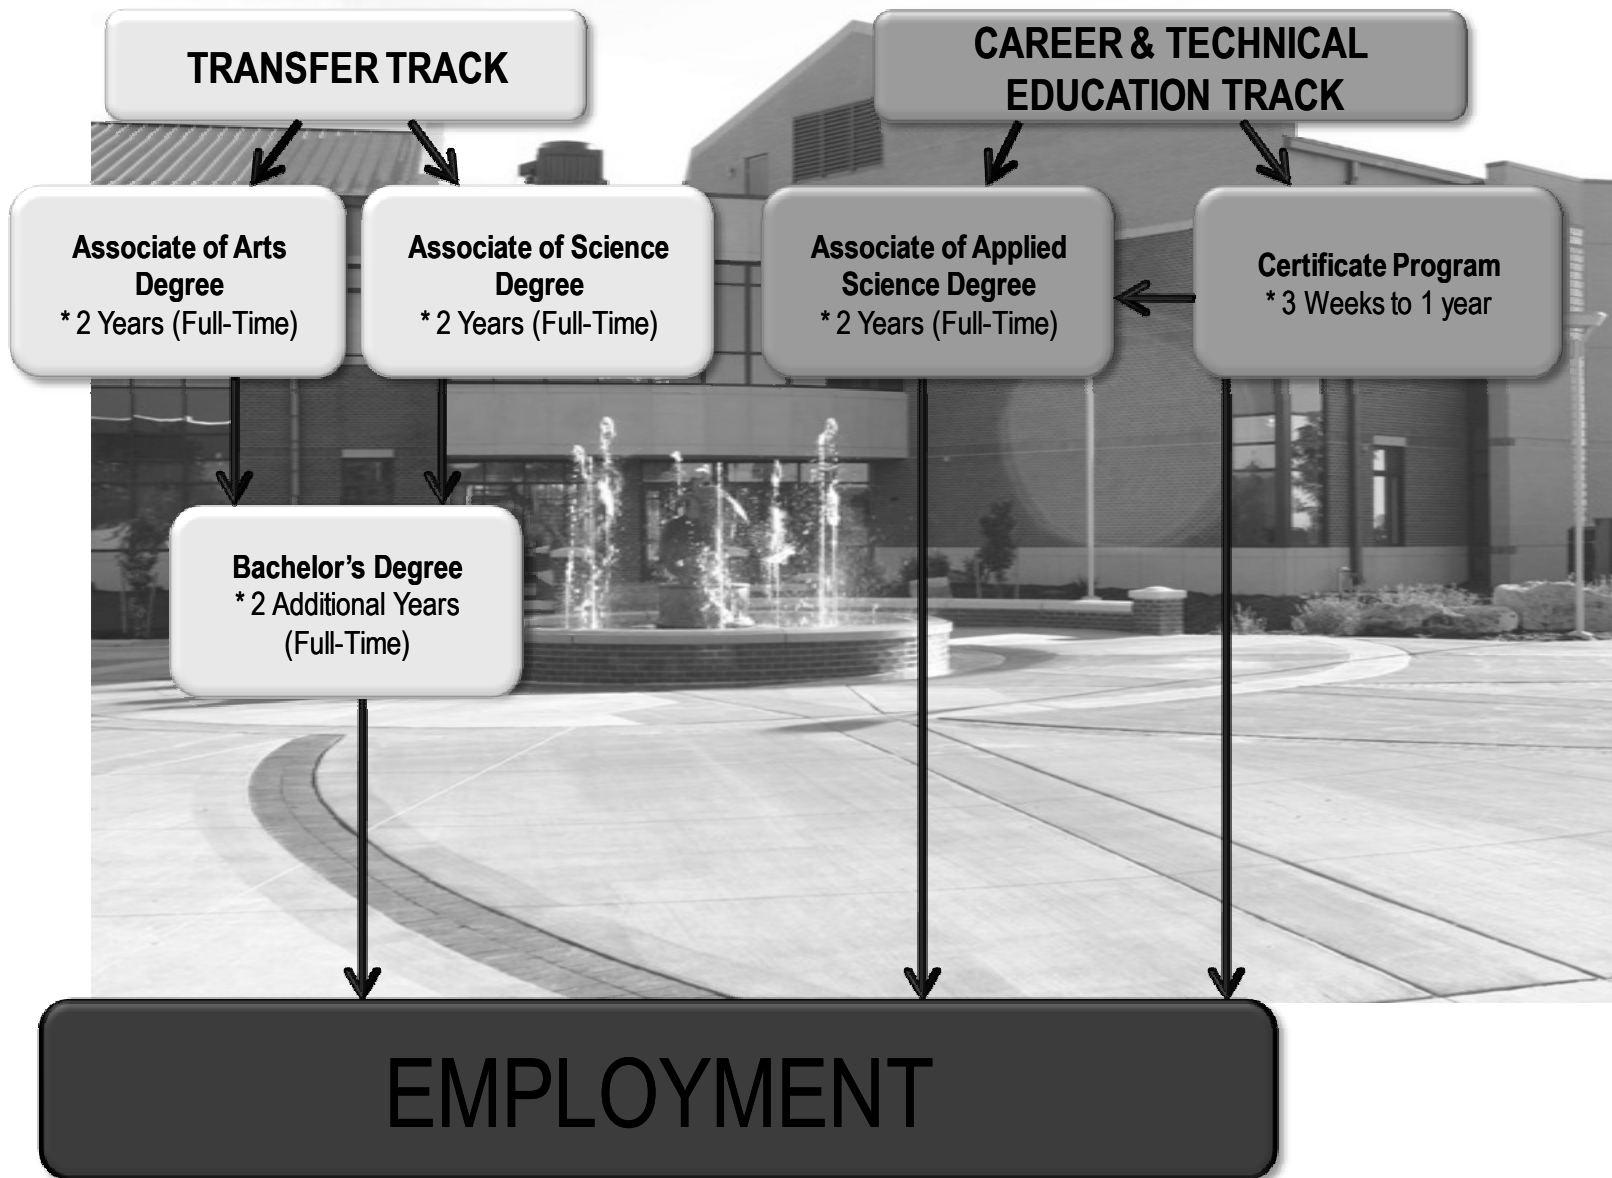 TRANSFER TRACK
CAREER & TECHNICAL
EDUCATION TRACK
Associate of Arts
Degree
* 2 Years (Full-Time)
Associate of Science
Degree
* 2 Years (Full-Time)
Associate of Applied
Science Degree
* 2 Years (Full-Time)
Certificate Program
* 3 Weeks to 1 year
Bachelor's Degree
* 2 Additional Years
(Full-Time)
EMPLOYMENT